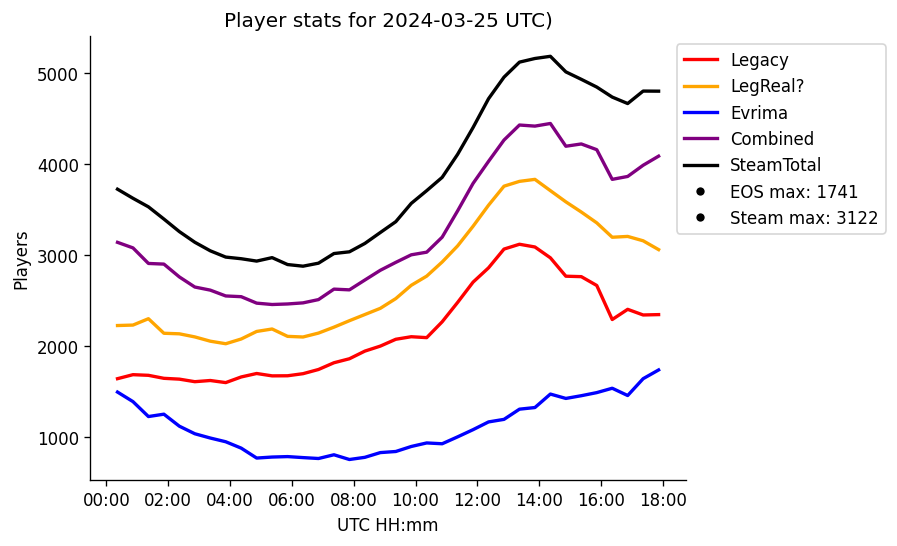 Player stats for 2024-03-25 UTC)
Legacy
LegReal?
Evrima
Combined
SteamTotal
EOS max: 1741
Steam max: 3122
Players
5000
4000
3000
2000
1000
00:00 02:00 04:00 06:00 08:00 10:00 12:00 14:00 16:00 18:00
UTC HH:mm